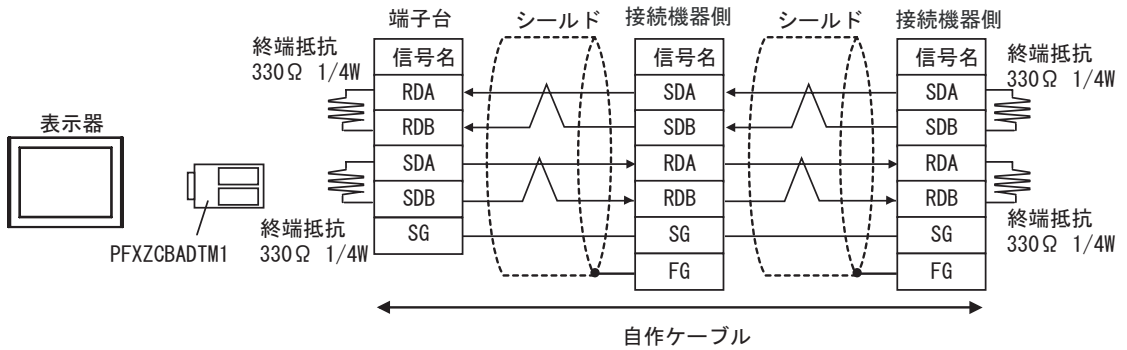 端子台
シールド
接続機器側
シールド
接続機器側
終端抵抗
330Ω 1/4W
信号名
RDA
RDB
SDA
SDB
SG
信号名
SDA
SDB
RDA
RDB
SG
FG
信号名
SDA
SDB
RDA
RDB
SG
FG
終端抵抗
330Ω 1/4W
表示器
PFXZCBADTM1
終端抵抗
330Ω 1/4W
終端抵抗
330Ω 1/4W
自作ケーブル